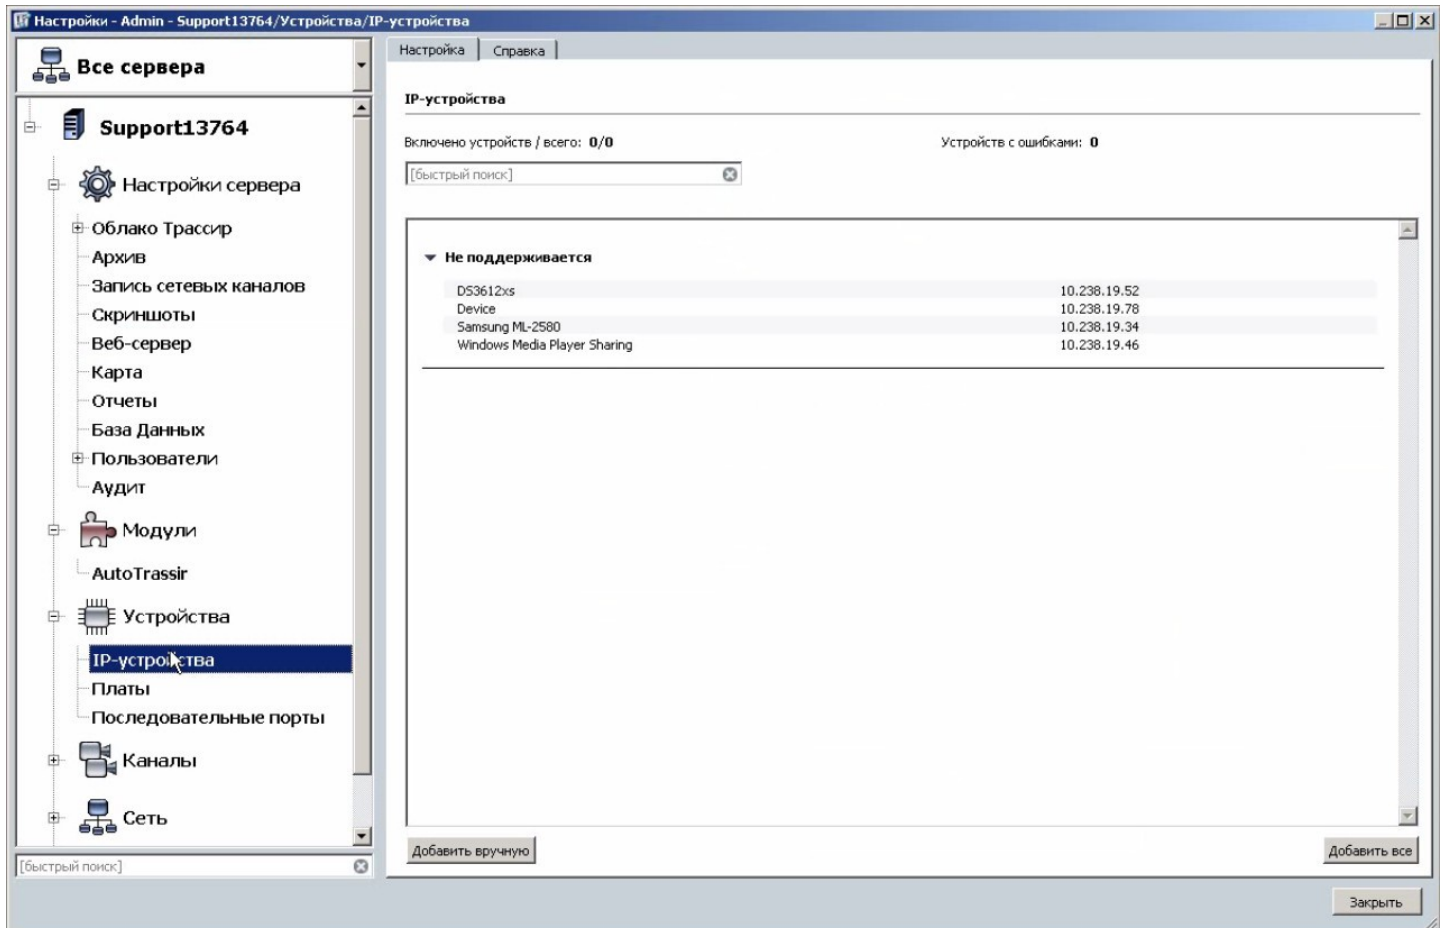 Настройки - Admin - Support13764/Устройства/IP-устройства
Все сервера
Support13764
Настройки сервера
Облако Трассир
Архив
Запись сетевых каналов
Скриншоты
Веб-сервер
Карта
Отчеты
База Данных
Пользователи
Аудит
Модули
AutoTrassir
Устройства
IP-устройства
Платы
Последовательные порты
Каналы
Сеть
[быстрый поиск]
Настройка Справка
IP-устройства
Включено устройств / всего: 0/0 Устройств с ошибками: 0
[быстрый поиск]
Не поддерживается
DS3612xs 10.238.19.52
Device 10.238.19.78
Samsung ML-2580 10.238.19.34
Windows Media Player Sharing 10.238.19.46
Добавить вручную Добавить все
Закрыть